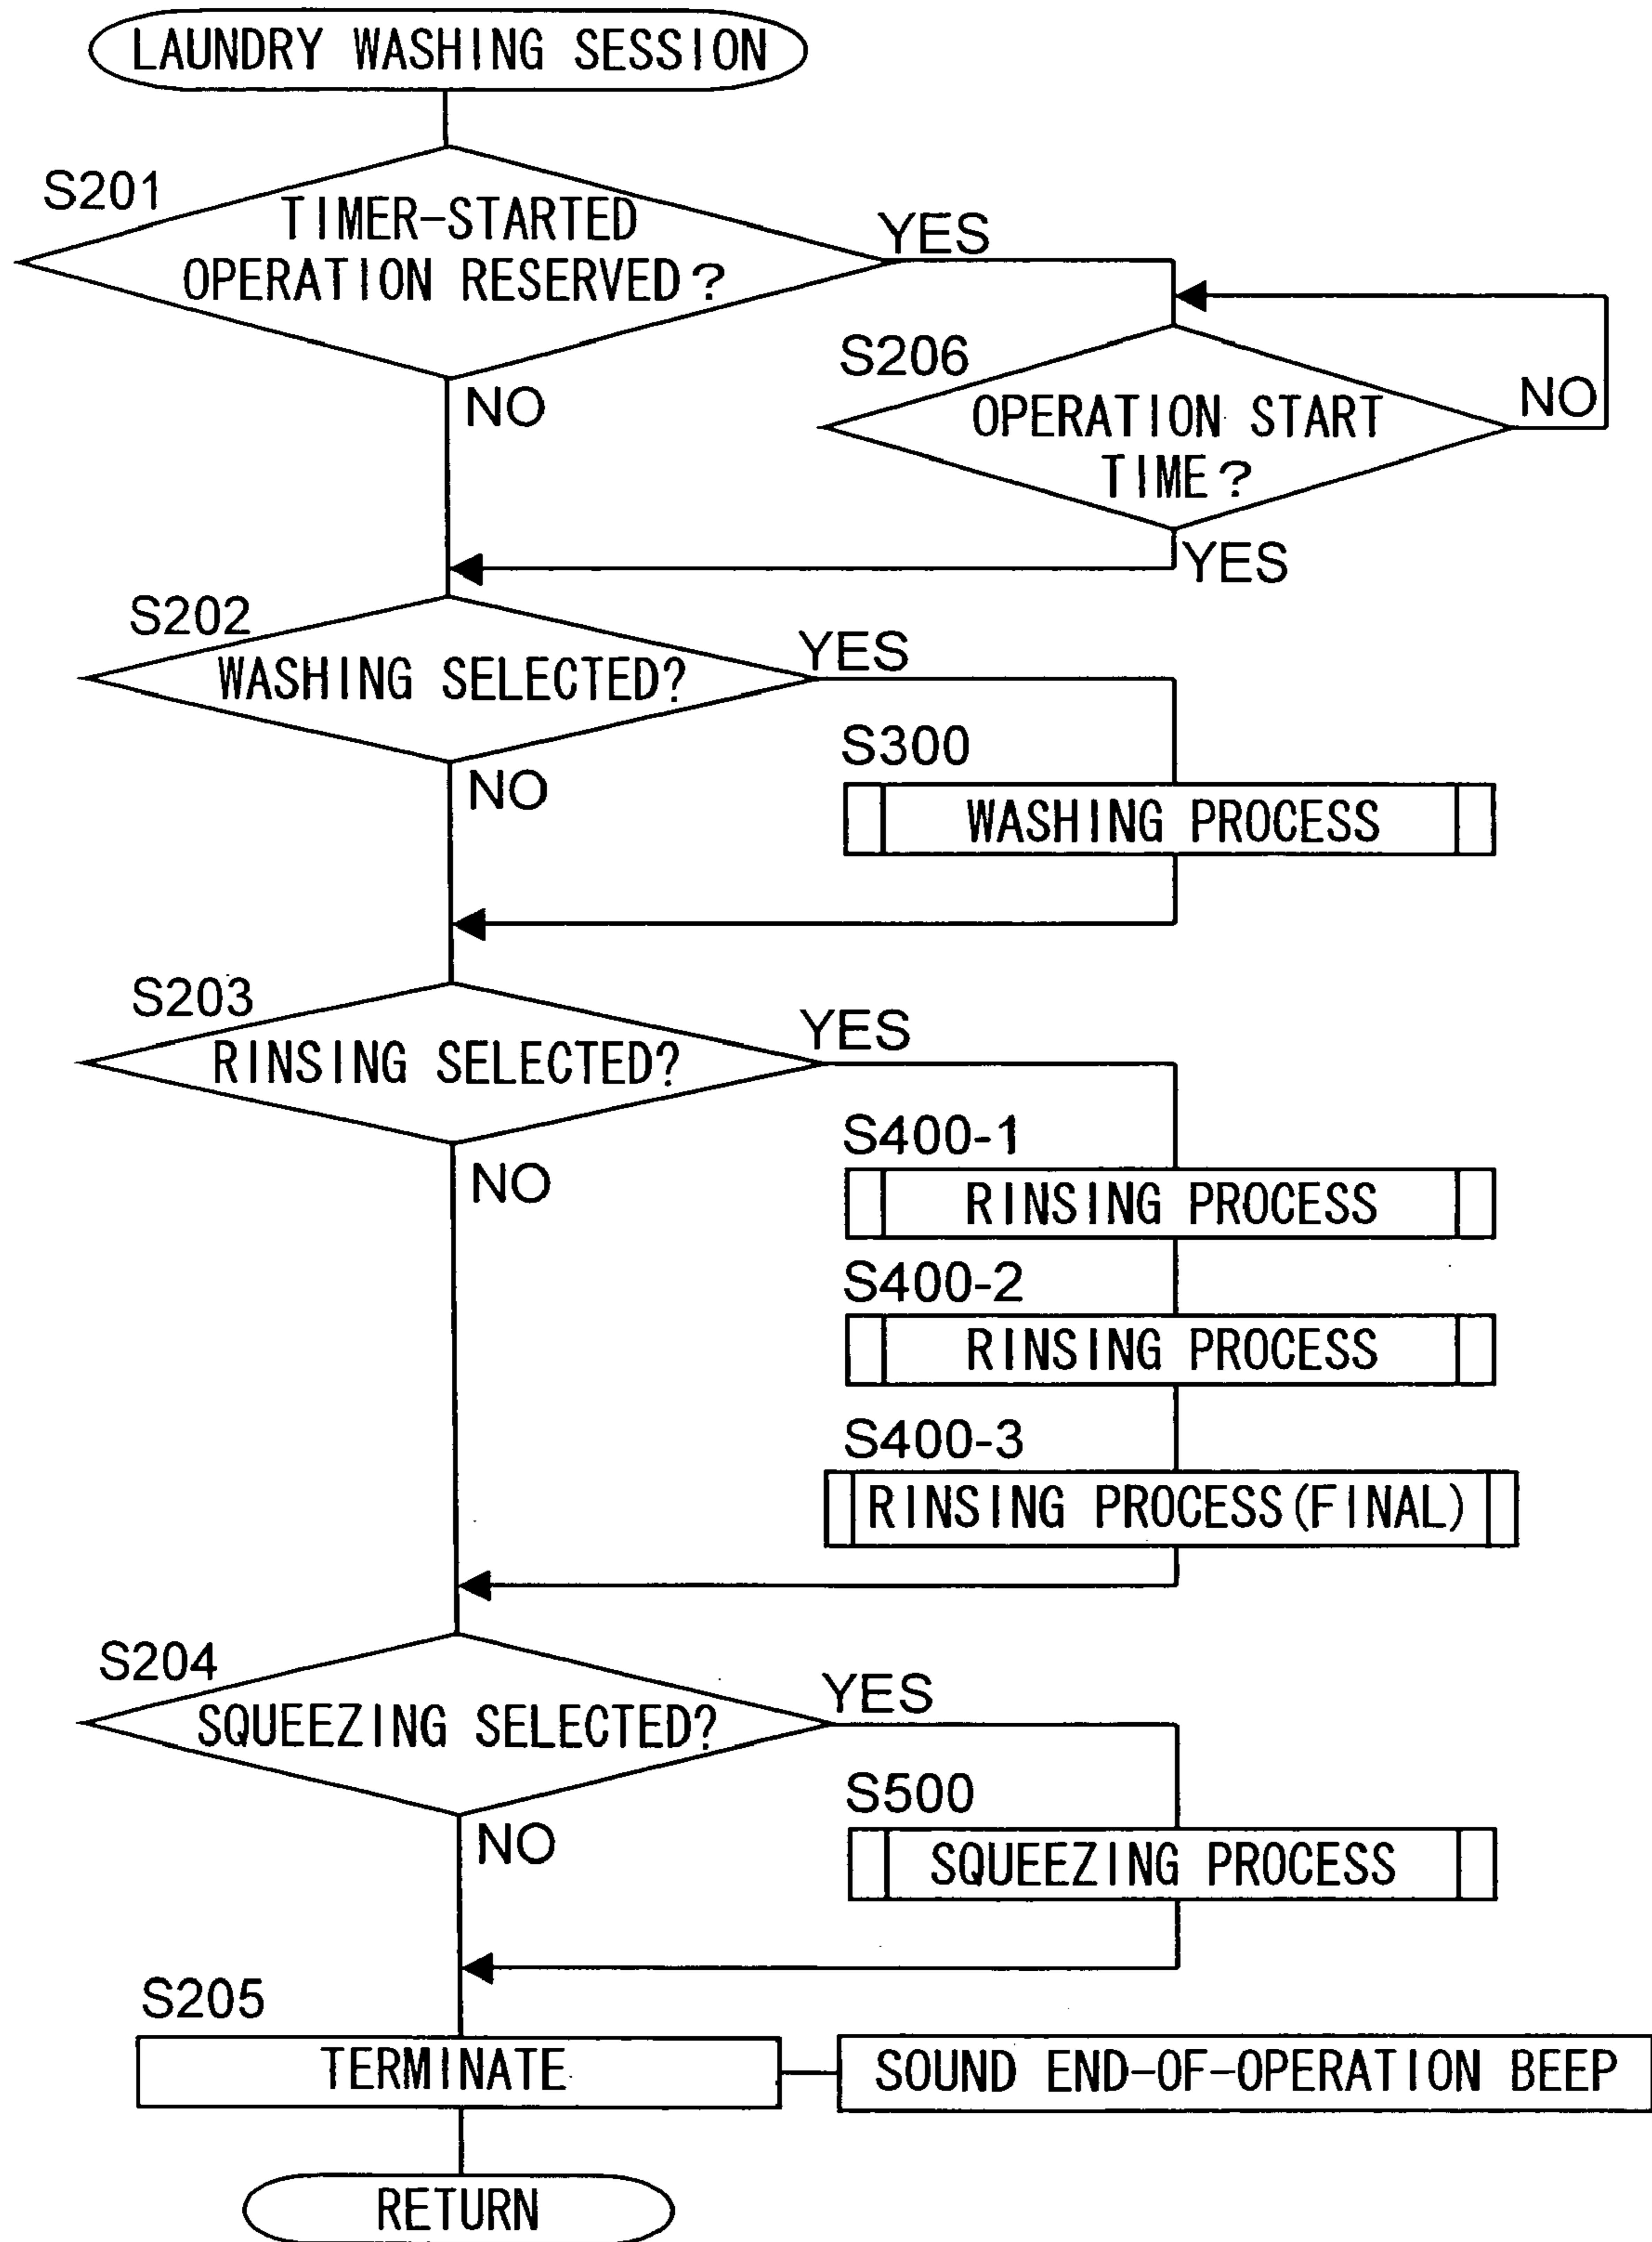 LAUNDRY WASHING SESSION
S201
TIMER-STARTED
OPERATION RESERVED?
YES
NO
S206
OPERATION START
TIME?
NO
YES
S202
WASHING SELECTED?
YES
NO
S300
WASHING PROCESS
S203
RINSING SELECTED?
YES
NO
S400-1
RINSING PROCESS
S400-2
RINSING PROCESS
S400-3
RINSING PROCESS(FINAL)
S204
SQUEEZING SELECTED?
YES
NO
S500
SQUEEZING PROCESS
S205
TERMINATE
SOUND END-OF-OPERATION BEEP
RETURN